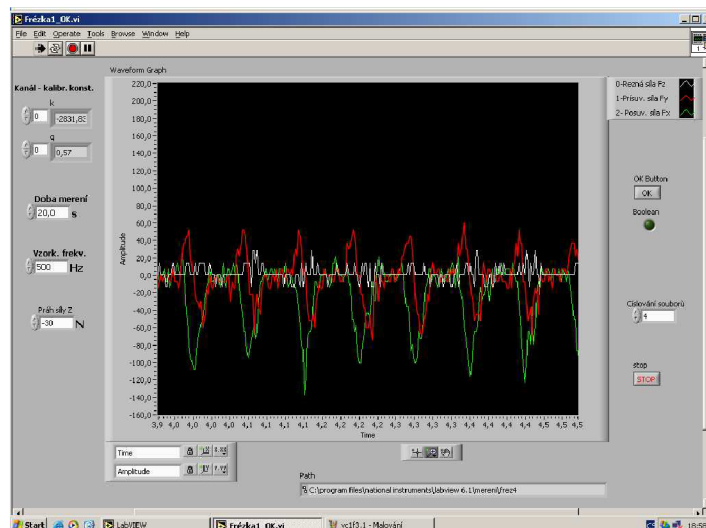 Frézka1_OK.vi
File Edit Operate Tools Browse Window Help
Waveform Graph
Kanál - kalibr. konst.
k
0 -2831,83
q
0 0,57
Doba merení
20,0 s
Vzork. frekv.
500 Hz
Práh síly Z
-30 N
Amplitude
220,0
200,0
180,0
160,0
140,0
120,0
100,0
80,0
60,0
40,0
20,0
0,0
-20,0
-40,0
-60,0
-80,0
-100,0
-120,0
-140,0
-160,0
3,9 4,0 4,0 4,0 4,0 4,1 4,1 4,1 4,2 4,2 4,2 4,2 4,3 4,3 4,3 4,4 4,4 4,4 4,4 4,5 4,5 4,5
Time
0-Rezná síla Fz
1-Prísuv. síla Fy
2- Posuv. síla Fx
OK Button
OK
Boolean
Císlování souboru
4
stop
STOP
Time
Amplitude
Path
C:\program files\national instruments\labview 6.1\merení\frez4
Start LabVIEW Frézka1_OK.vi vc1f3.1 - Malování 18:58